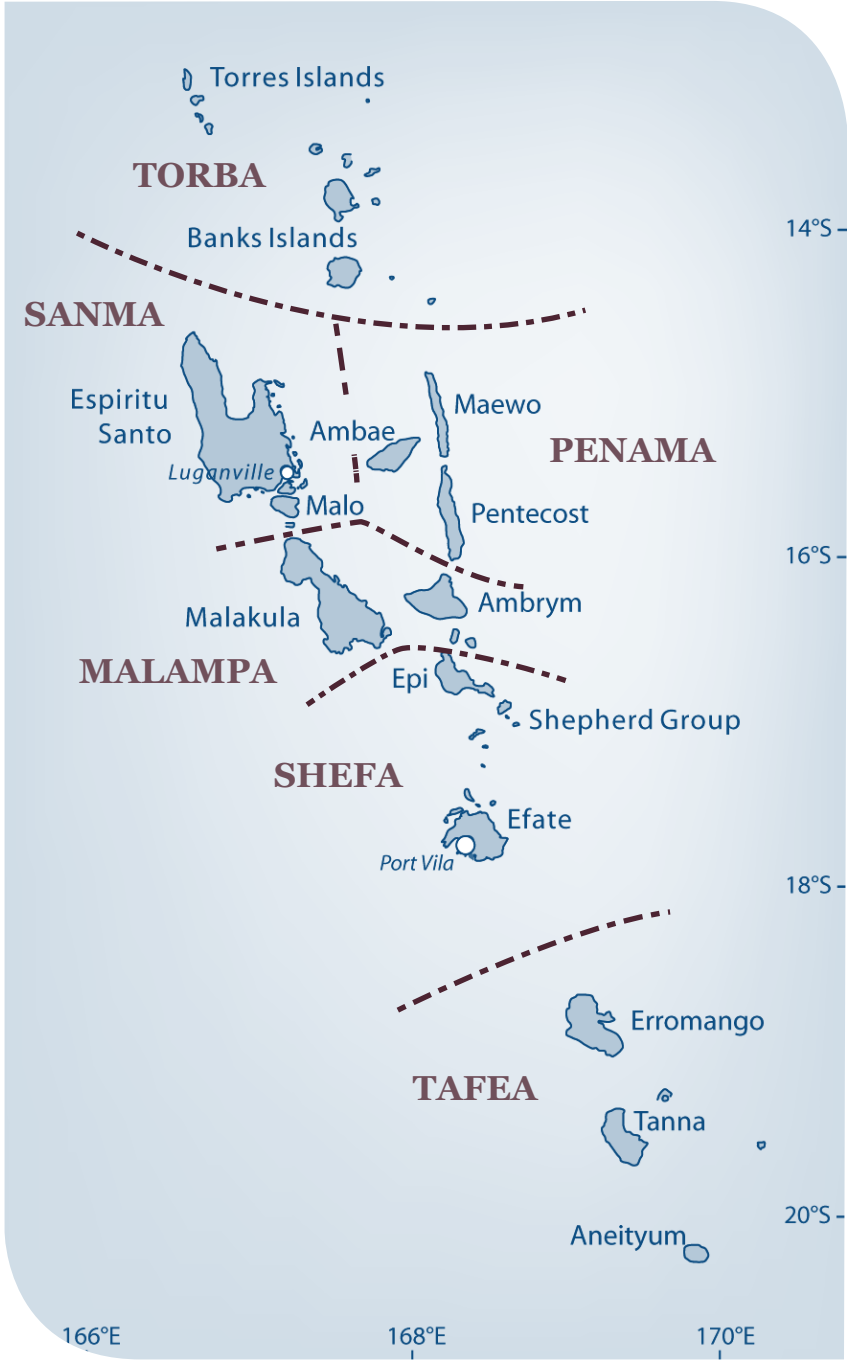 Torres Islands
TORBA
14°S
Banks Islands
SANMA
Espiritu
Santo
Maewo
Ambae
PENAMA
Luganville
Malo
Pentecost
16°S
Ambrym
Malakula
MALAMPA
Epi
Shepherd Group
SHEFA
Efate
Port Vila
18°S
Erromango
TAFEA
Tanna
20°S
Aneityum
166°E
168°E
170°E